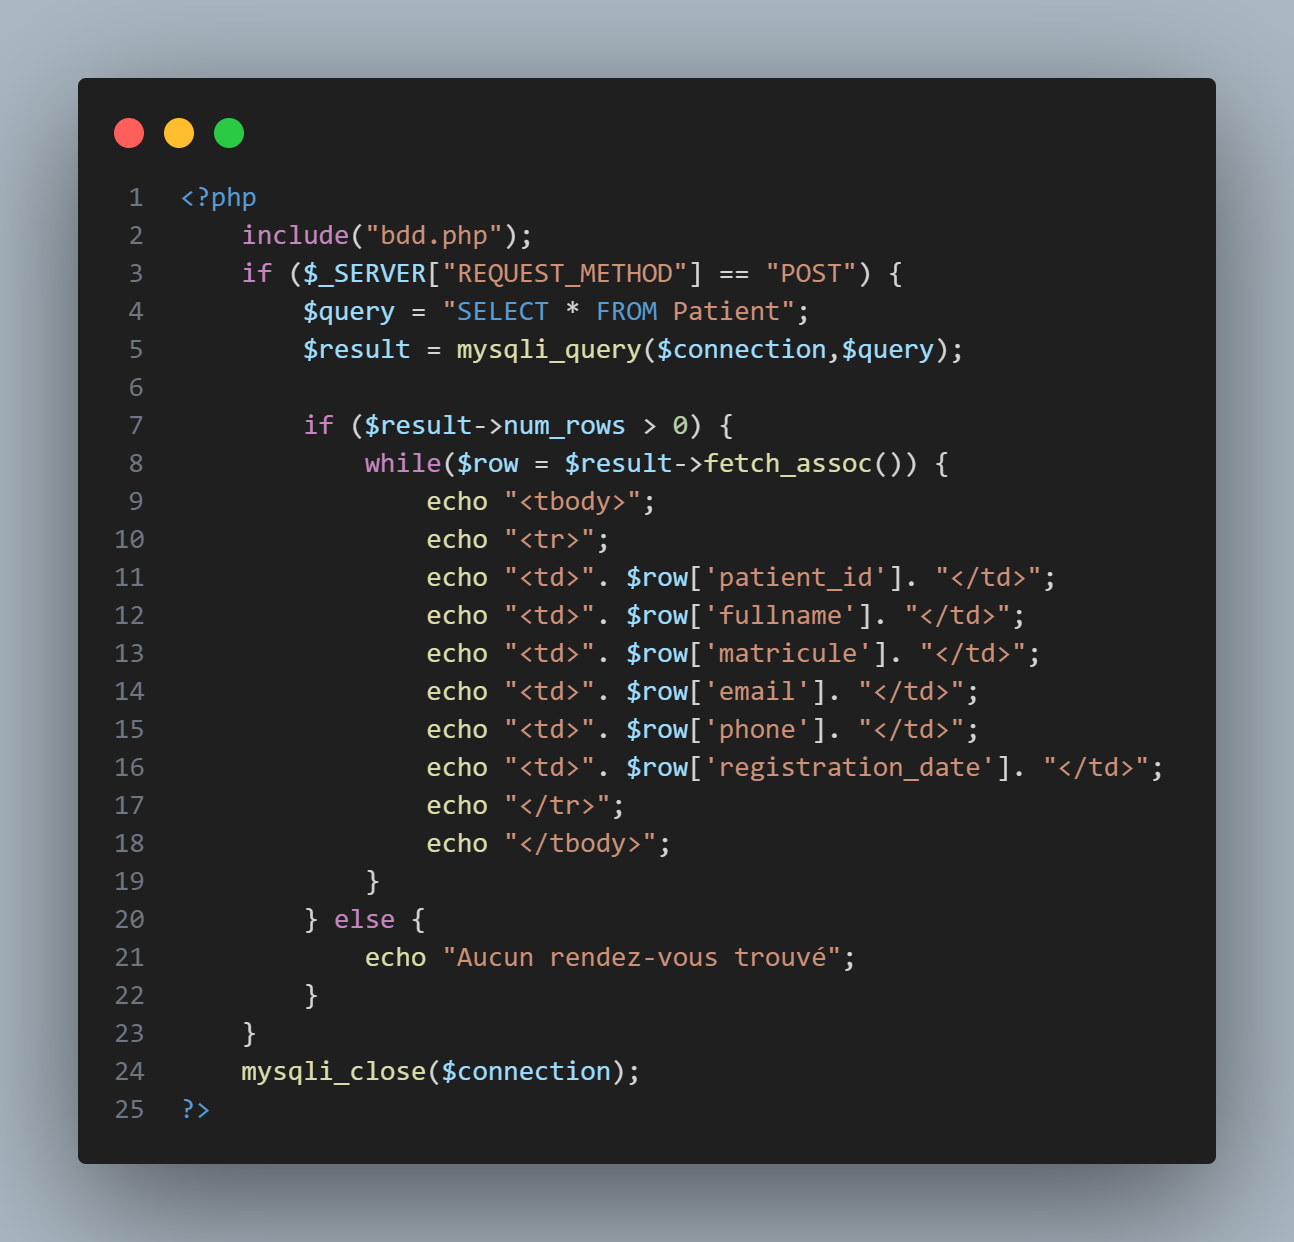 1 <?php
2     include("bdd.php");
3     if ($_SERVER["REQUEST_METHOD"] == "POST") {
4         $query = "SELECT * FROM Patient";
5         $result = mysqli_query($connection,$query);
6
7         if ($result->num_rows > 0) {
8             while($row = $result->fetch_assoc()) {
9                 echo "<tbody>";
10                 echo "<tr>";
11                 echo "<td>". $row['patient_id']. "</td>";
12                 echo "<td>". $row['fullname']. "</td>";
13                 echo "<td>". $row['matricule']. "</td>";
14                 echo "<td>". $row['email']. "</td>";
15                 echo "<td>". $row['phone']. "</td>";
16                 echo "<td>". $row['registration_date']. "</td>";
17                 echo "</tr>";
18                 echo "</tbody>";
19             }
20         } else {
21             echo "Aucun rendez-vous trouvé";
22         }
23     }
24     mysqli_close($connection);
25 ?>